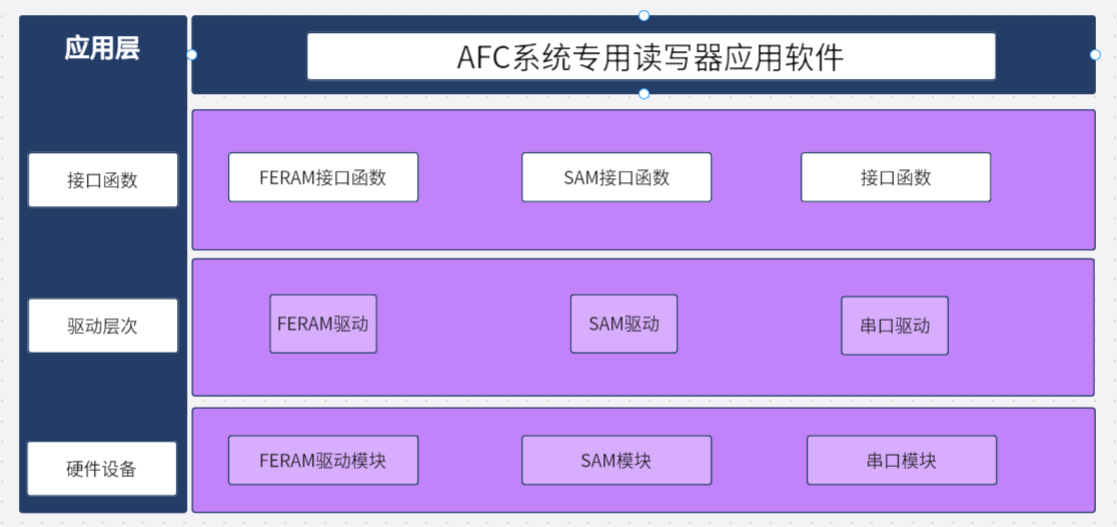 应用层
AFC系统专用读写器应用软件
接口函数
FERAM接口函数
SAM接口函数
接口函数
驱动层次
FERAM驱动
SAM驱动
串口驱动
硬件设备
FERAM驱动模块
SAM模块
串口模块